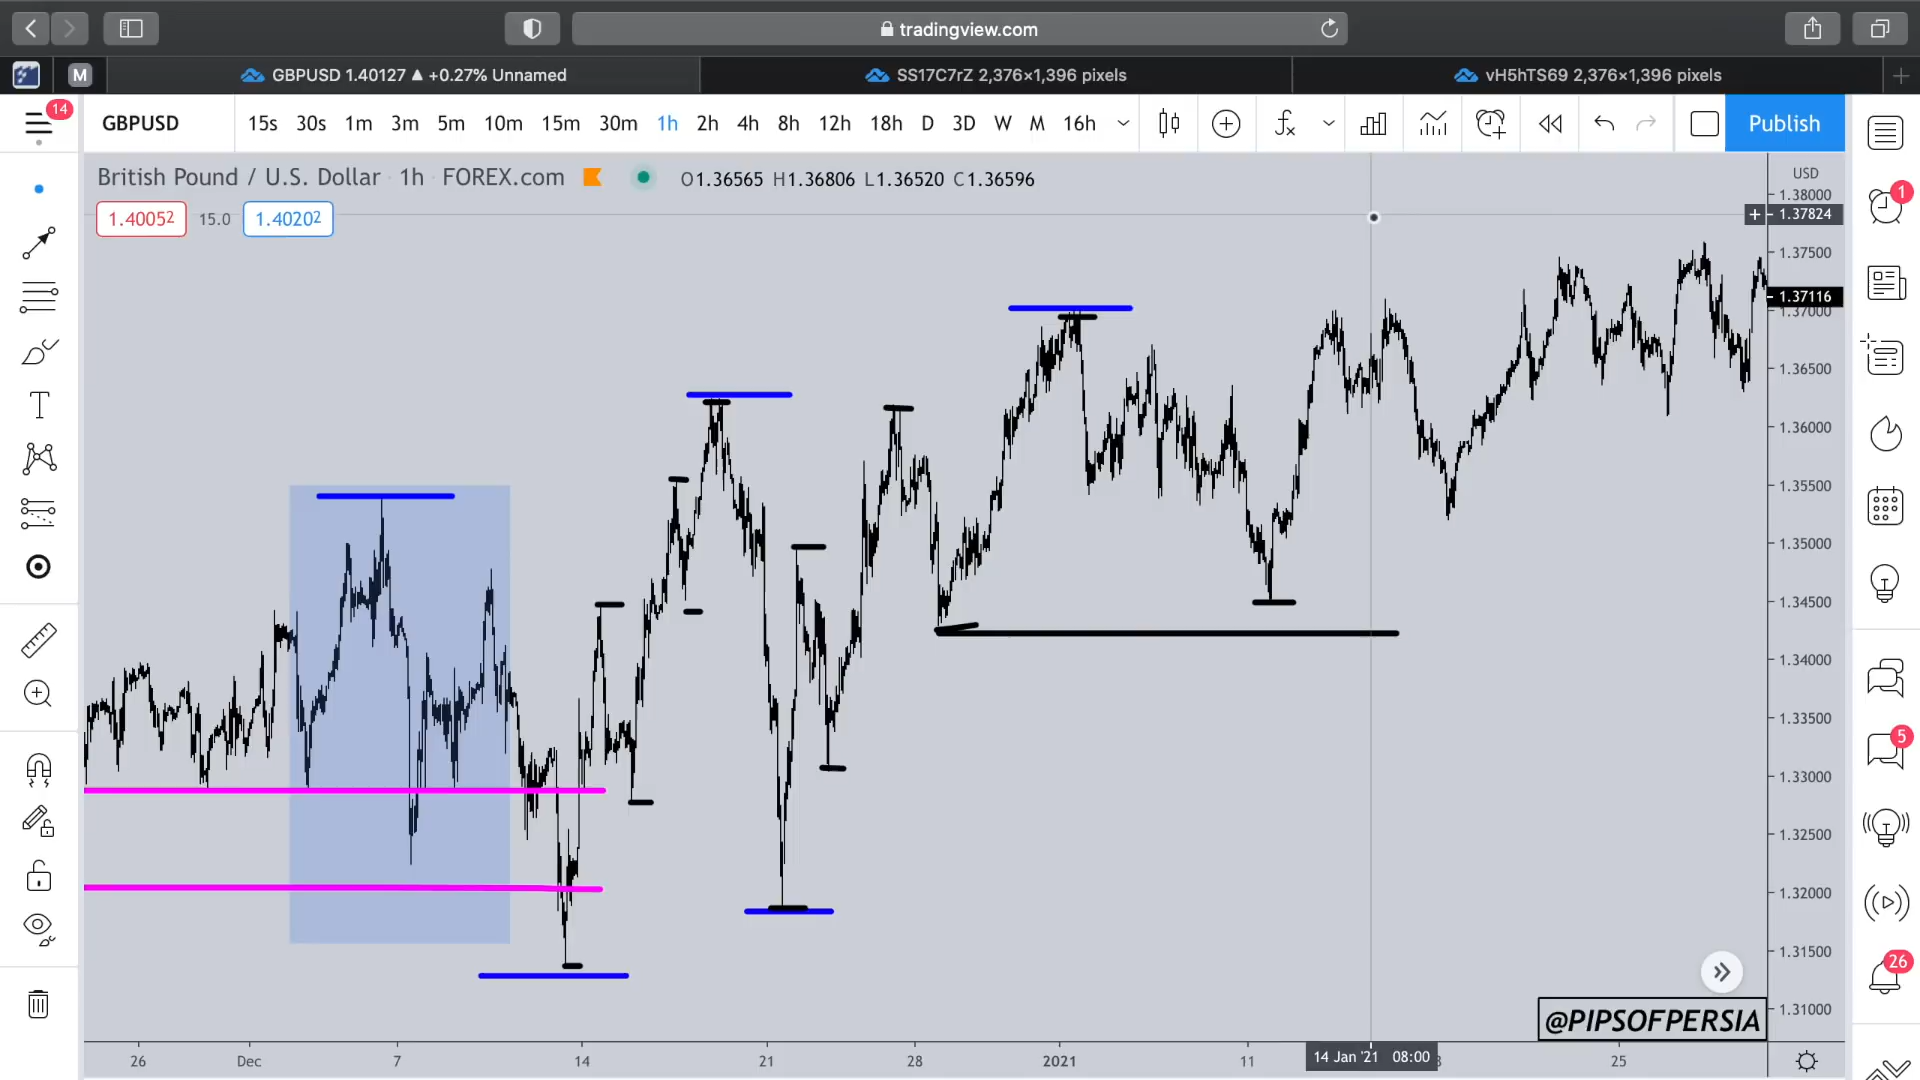 tradingview.com
M
GBPUSD 1.40127 ▲ +0.27% Unnamed
SS17C7rZ 2,376×1,396 pixels
vH5hTS69 2,376×1,396 pixels
14
GBPUSD
15s 30s 1m 3m 5m 10m 15m 30m 1h 2h 4h 8h 12h 18h D 3D W M 16h
Publish
British Pound / U.S. Dollar · 1h · FOREX.com
O1.36565 H1.36806 L1.36520 C1.36596
1.40052 15.0 1.40202
USD
1.38000
1.37824
1.37500
1.37116
1.37000
1.36500
1.36000
1.35500
1.35000
1.34500
1.34000
1.33500
1.33000
1.32500
1.32000
1.31500
1.31000
1
5
26
@PIPSOFPERSIA
26 Dec 7 14 21 28 2021 11 14 Jan '21 08:00 25